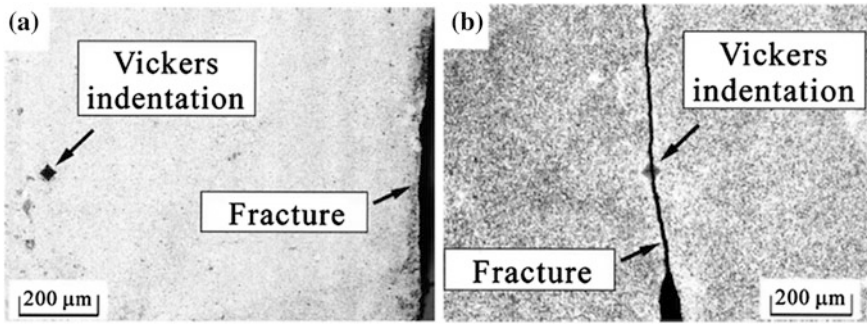 (a)
Vickers
indentation
Fracture
200 μm
(b)
Vickers
indentation
Fracture
200 μm